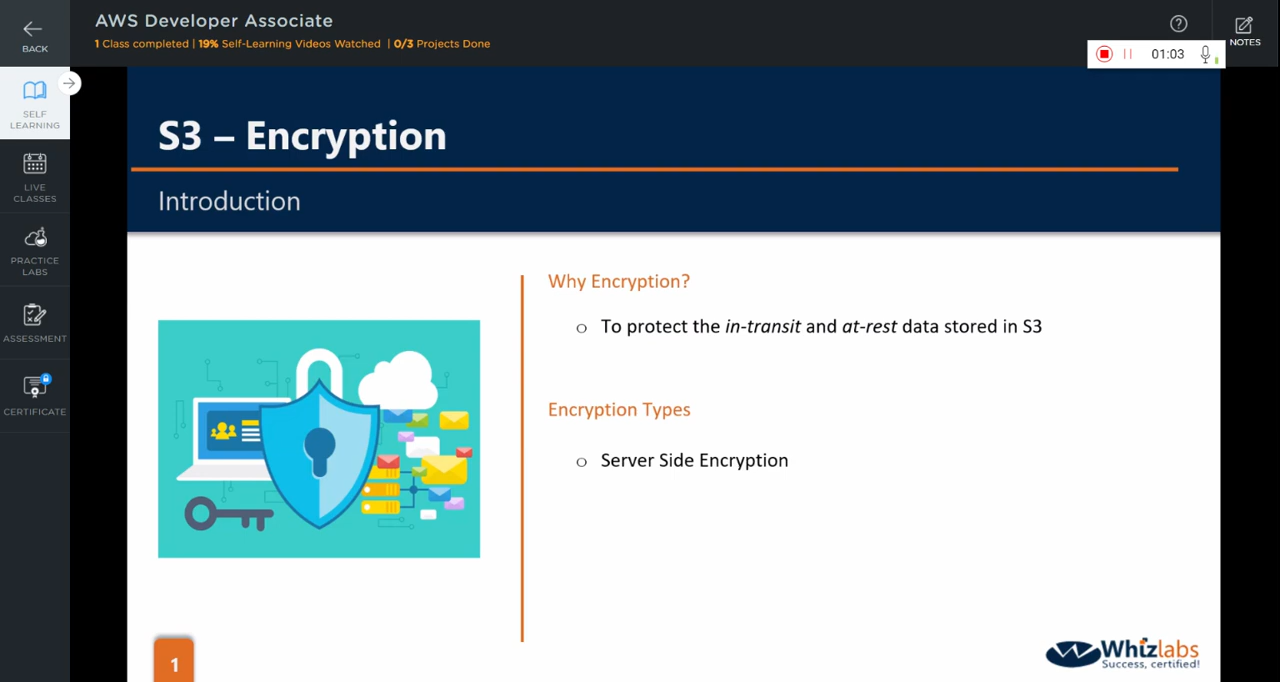 AWS Developer Associate
1 Class completed | 19% Self-Learning Videos Watched | 0/3 Projects Done
BACK
NOTES
01:03
SELF
LEARNING
LIVE
CLASSES
PRACTICE
LABS
ASSESSMENT
CERTIFICATE
S3 – Encryption
Introduction
Why Encryption?
o To protect the in-transit and at-rest data stored in S3
Encryption Types
o Server Side Encryption
1
Whizlabs
Success, certified!